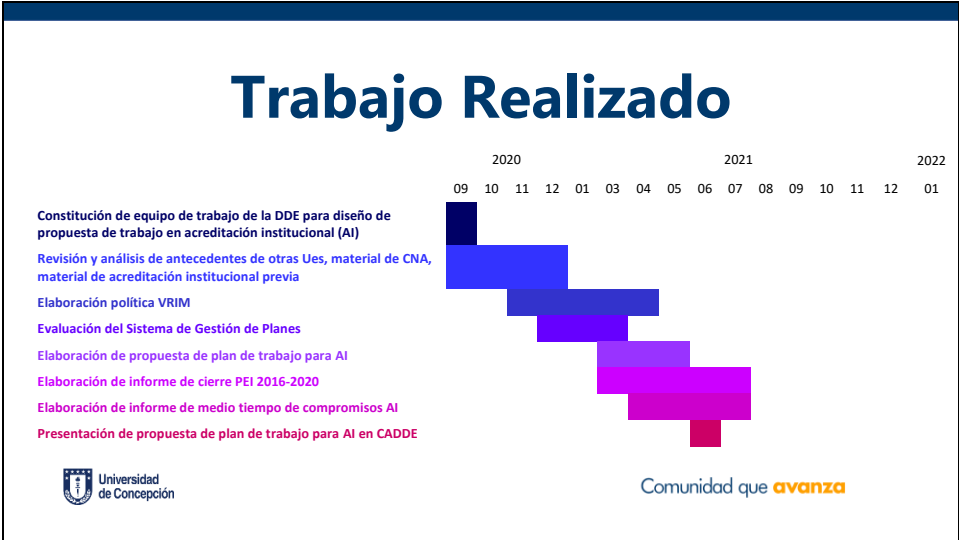 Trabajo Realizado
2020 2021 2022
09 10 11 12 01 03 04 05 06 07 08 09 10 11 12 01
Constitución de equipo de trabajo de la DDE para diseño de
propuesta de trabajo en acreditación institucional (AI)
Revisión y análisis de antecedentes de otras Ues, material de CNA,
material de acreditación institucional previa
Elaboración política VRIM
Evaluación del Sistema de Gestión de Planes
Elaboración de propuesta de plan de trabajo para AI
Elaboración de informe de cierre PEI 2016-2020
Elaboración de informe de medio tiempo de compromisos AI
Presentación de propuesta de plan de trabajo para AI en CADDE
Universidad
de Concepción
Comunidad que avanza